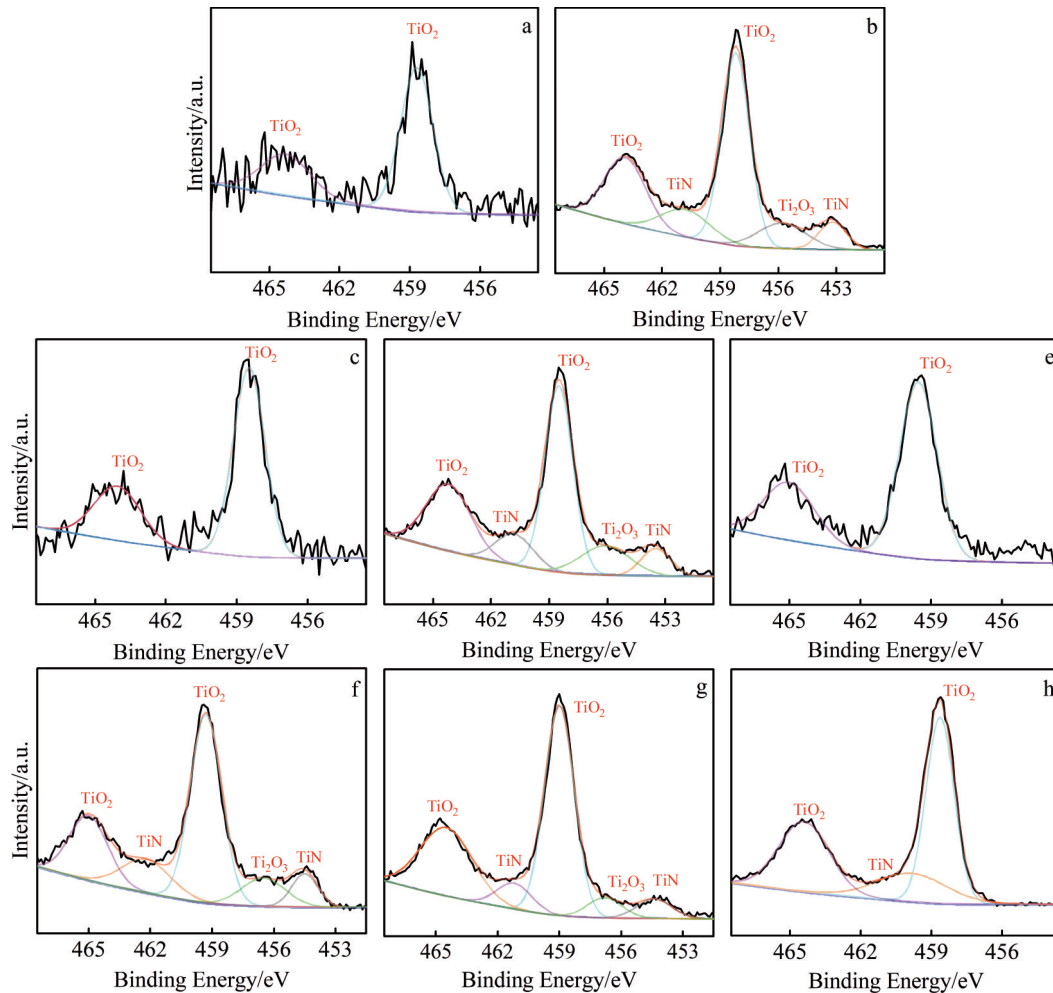 a
TiO₂
TiO₂
Intensity/a.u.
465 462 459 456
Binding Energy/eV
b
TiO₂
TiO₂
TiN
Ti₂O₃
TiN
465 462 459 456 453
Binding Energy/eV
c
TiO₂
TiO₂
Intensity/a.u.
465 462 459 456
Binding Energy/eV
TiO₂
TiO₂
TiN
Ti₂O₃
TiN
465 462 459 456 453
Binding Energy/eV
e
TiO₂
TiO₂
465 462 459 456
Binding Energy/eV
f
TiO₂
TiO₂
TiN
Ti₂O₃
TiN
Intensity/a.u.
465 462 459 456 453
Binding Energy/eV
g
TiO₂
TiO₂
TiN
Ti₂O₃
TiN
465 462 459 456 453
Binding Energy/eV
h
TiO₂
TiO₂
TiN
465 462 459 456
Binding Energy/eV